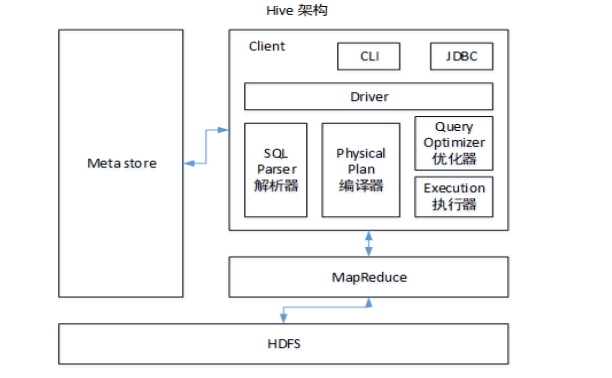 Hive 架构
Client
CLI
JDBC
Driver
Meta store
SQL
Parser
解析器
Physical
Plan
编译器
Query
Optimizer
优化器
Execution
执行器
MapReduce
HDFS